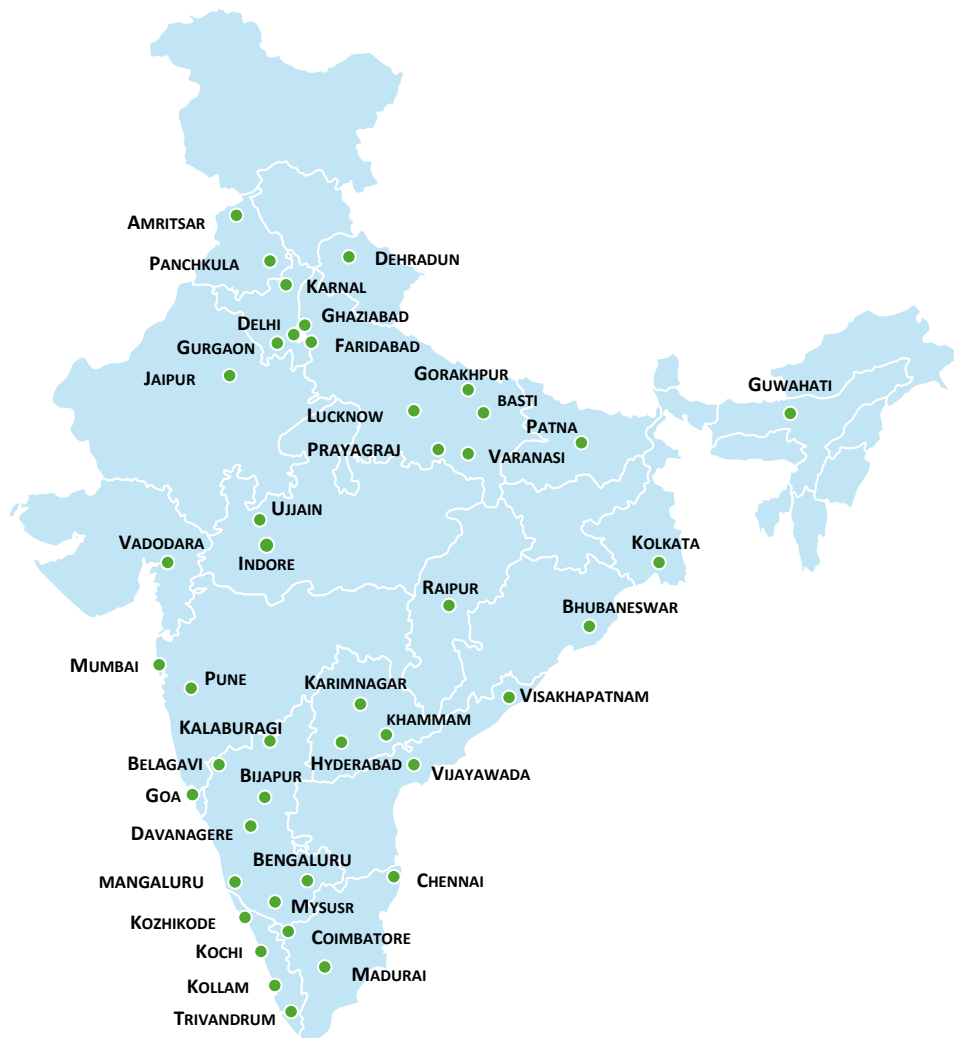 AMRITSAR
PANCHKULA
DEHRADUN
KARNAL
GHAZIABAD
DELHI
FARIDABAD
GURGAON
JAIPUR
GORAKHPUR
GUWAHATI
BASTI
LUCKNOW
PATNA
PRAYAGRAJ
VARANASI
UJJAIN
VADODARA
KOLKATA
INDORE
RAIPUR
BHUBANESWAR
MUMBAI
PUNE
KARIMNAGAR
VISAKHAPATNAM
KALABURAGI
KHAMMAM
BELAGAVI
HYDERABAD
VIJAYAWADA
BIJAPUR
GOA
DAVANAGERE
BENGALURU
MANGALURU
CHENNAI
MYSUSR
KOZHIKODE
COIMBATORE
KOCHI
MADURAI
KOLLAM
TRIVANDRUM